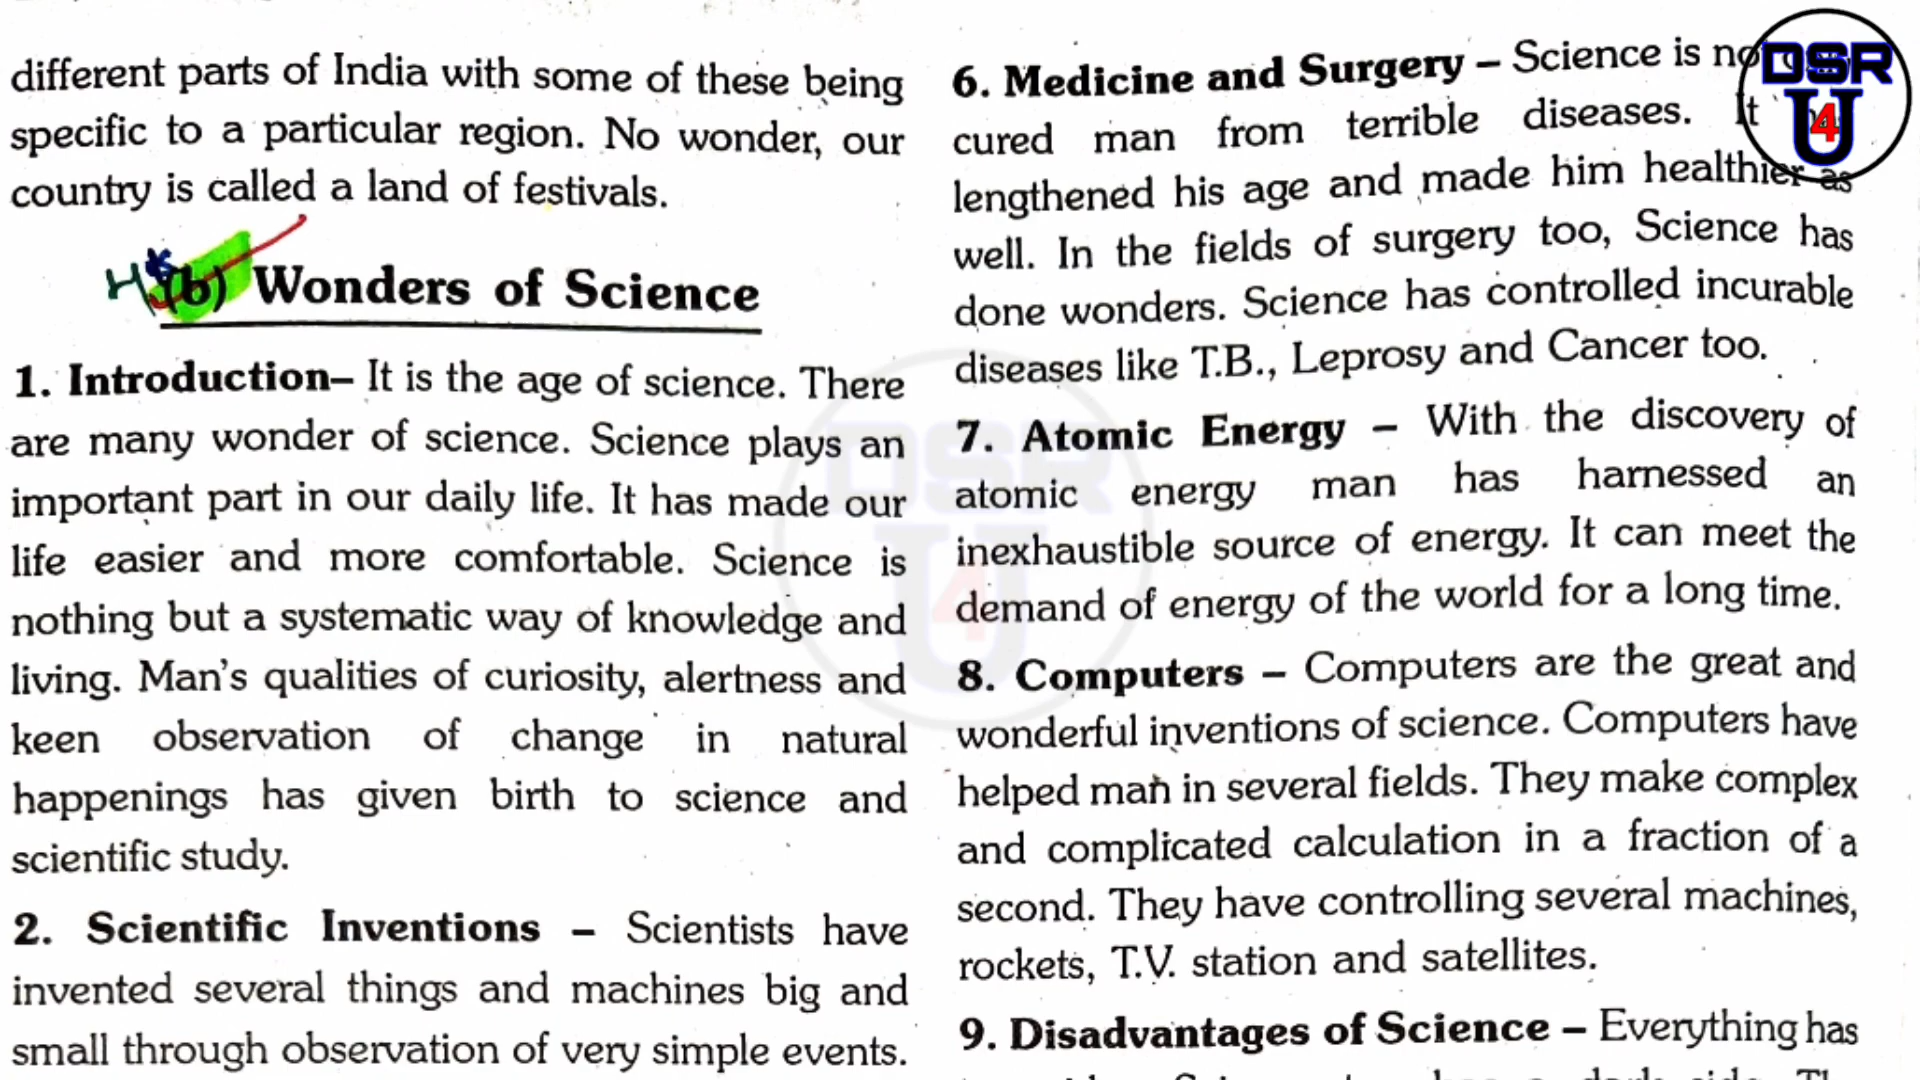 different parts of India with some of these being
specific to a particular region. No wonder, our
country is called a land of festivals.
(b) Wonders of Science
1. Introduction– It is the age of science. There
are many wonder of science. Science plays an
important part in our daily life. It has made our
life easier and more comfortable. Science is
nothing but a systematic way of knowledge and
living. Man's qualities of curiosity, alertness and
keen observation of change in natural
happenings has given birth to science and
scientific study.
2. Scientific Inventions – Scientists have
invented several things and machines big and
small through observation of very simple events.
6. Medicine and Surgery – Science is
cured man from terrible diseases. It
lengthened his age and made him healthier as
well. In the fields of surgery too, Science has
done wonders. Science has controlled incurable
diseases like T.B., Leprosy and Cancer too.
7. Atomic Energy – With the discovery of
atomic energy man has harnessed an
inexhaustible source of energy. It can meet the
demand of energy of the world for a long time.
8. Computers – Computers are the great and
wonderful inventions of science. Computers have
helped man in several fields. They make complex
and complicated calculation in a fraction of a
second. They have controlling several machines,
rockets, T.V. station and satellites.
9. Disadvantages of Science – Everything has
DSR
U
4
DSR
U
4